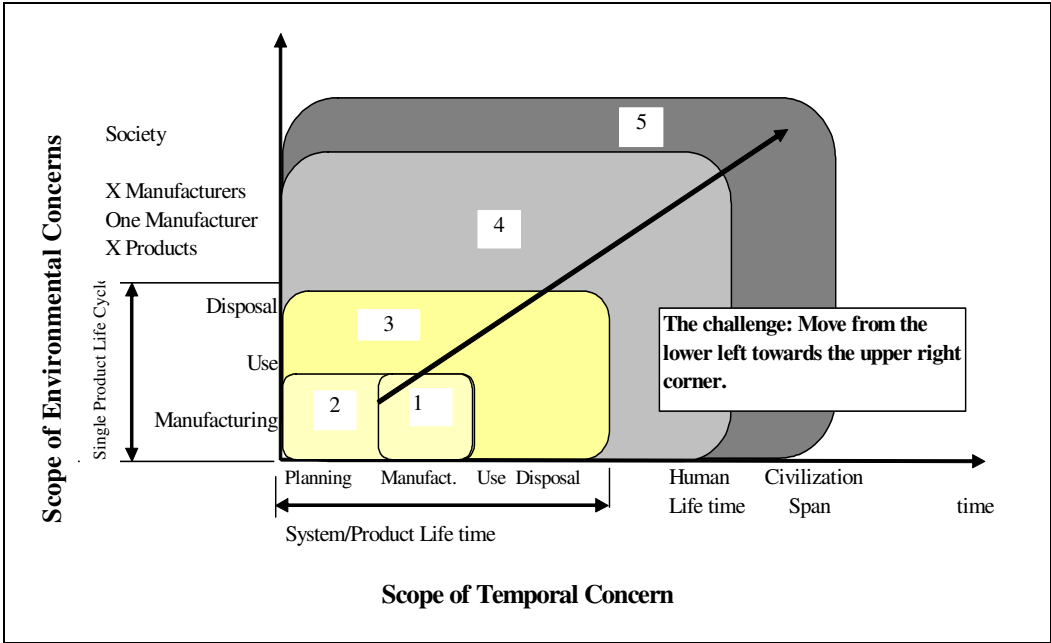 Scope of Environmental Concerns
Single Product Life Cycle
Society
X Manufacturers
One Manufacturer
X Products
Disposal
Use
Manufacturing
5
4
3
2
1
The challenge: Move from the
lower left towards the upper right
corner.
Planning Manufact. Use Disposal
Human
Life time
Civilization
Span
time
System/Product Life time
Scope of Temporal Concern